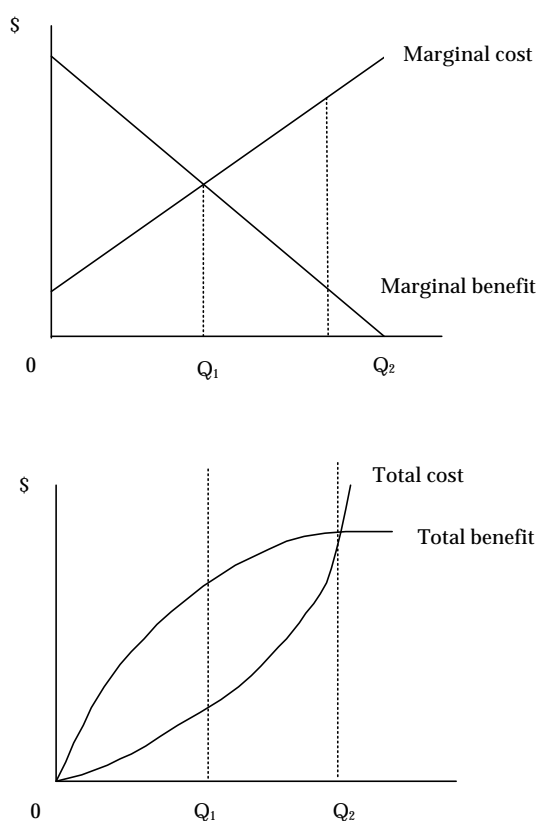 $
Marginal cost
Marginal benefit
0
Q₁
Q₂
$
Total cost
Total benefit
0
Q₁
Q₂